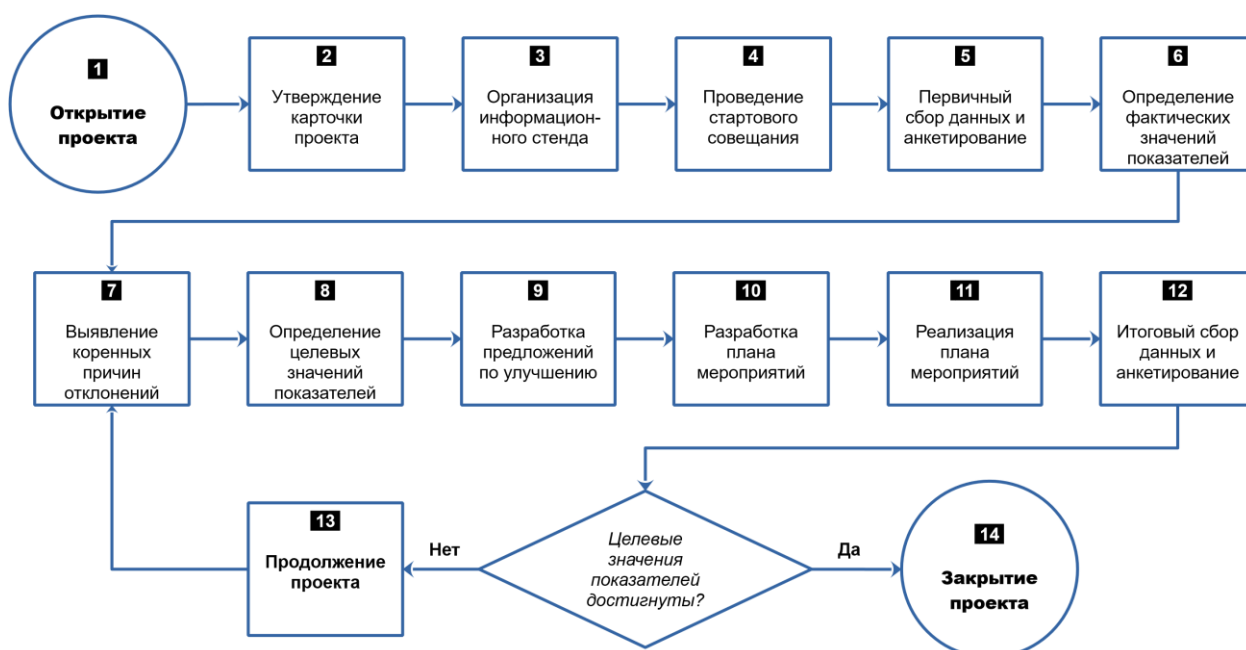 1
Открытие
проекта
2
Утверждение
карточки
проекта
3
Организация
информацион-
ного стенда
4
Проведение
стартового
совещания
5
Первичный
сбор данных и
анкетирование
6
Определение
фактических
значений
показателей
7
Выявление
коренных
причин
отклонений
8
Определение
целевых
значений
показателей
9
Разработка
предложений
по улучшению
10
Разработка
плана
мероприятий
11
Реализация
плана
мероприятий
12
Итоговый сбор
данных и
анкетирование
13
Продолжение
проекта
Нет
Целевые
значения
показателей
достигнуты?
Да
14
Закрытие
проекта